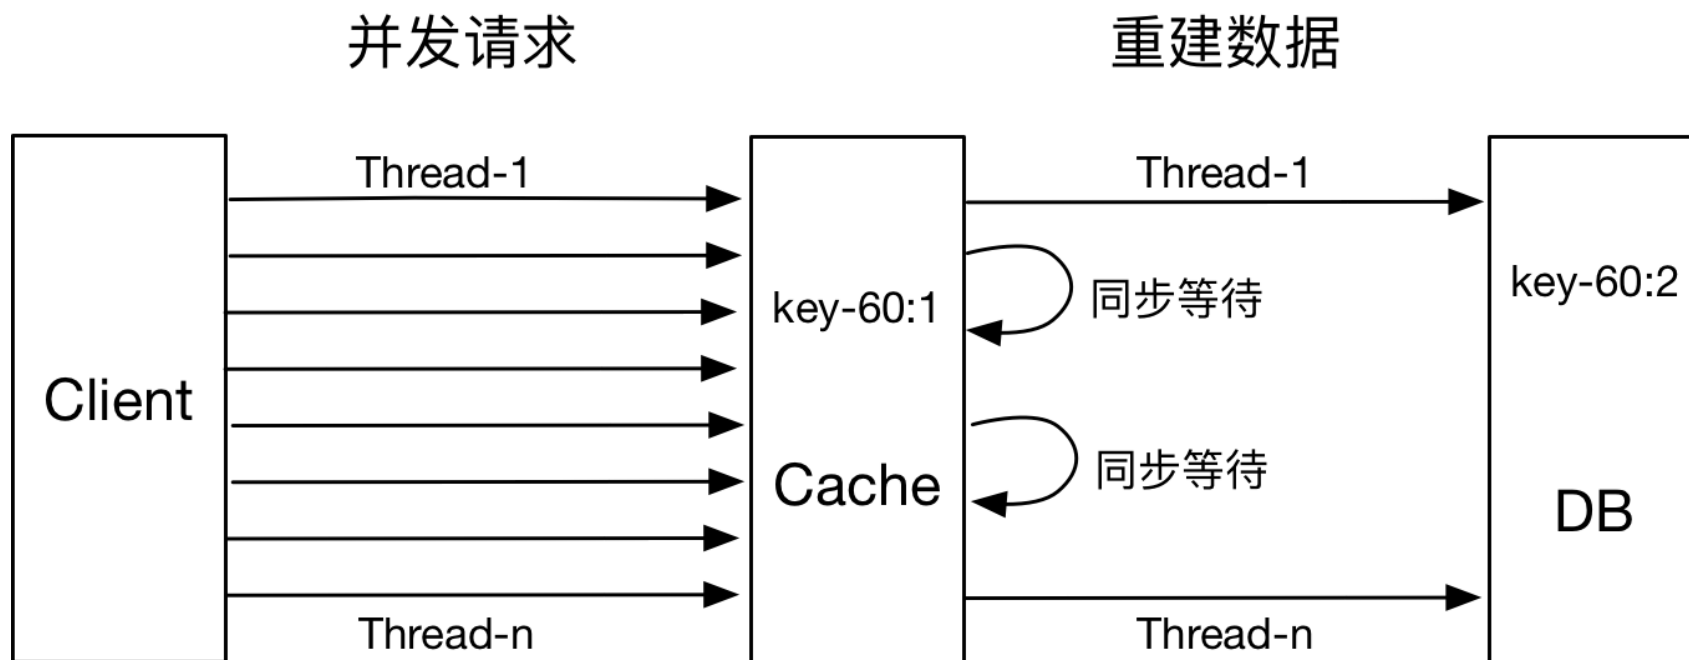 并发请求
重建数据
Thread-1
Thread-1
key-60:1
同步等待
key-60:2
Client
Cache
同步等待
DB
Thread-n
Thread-n